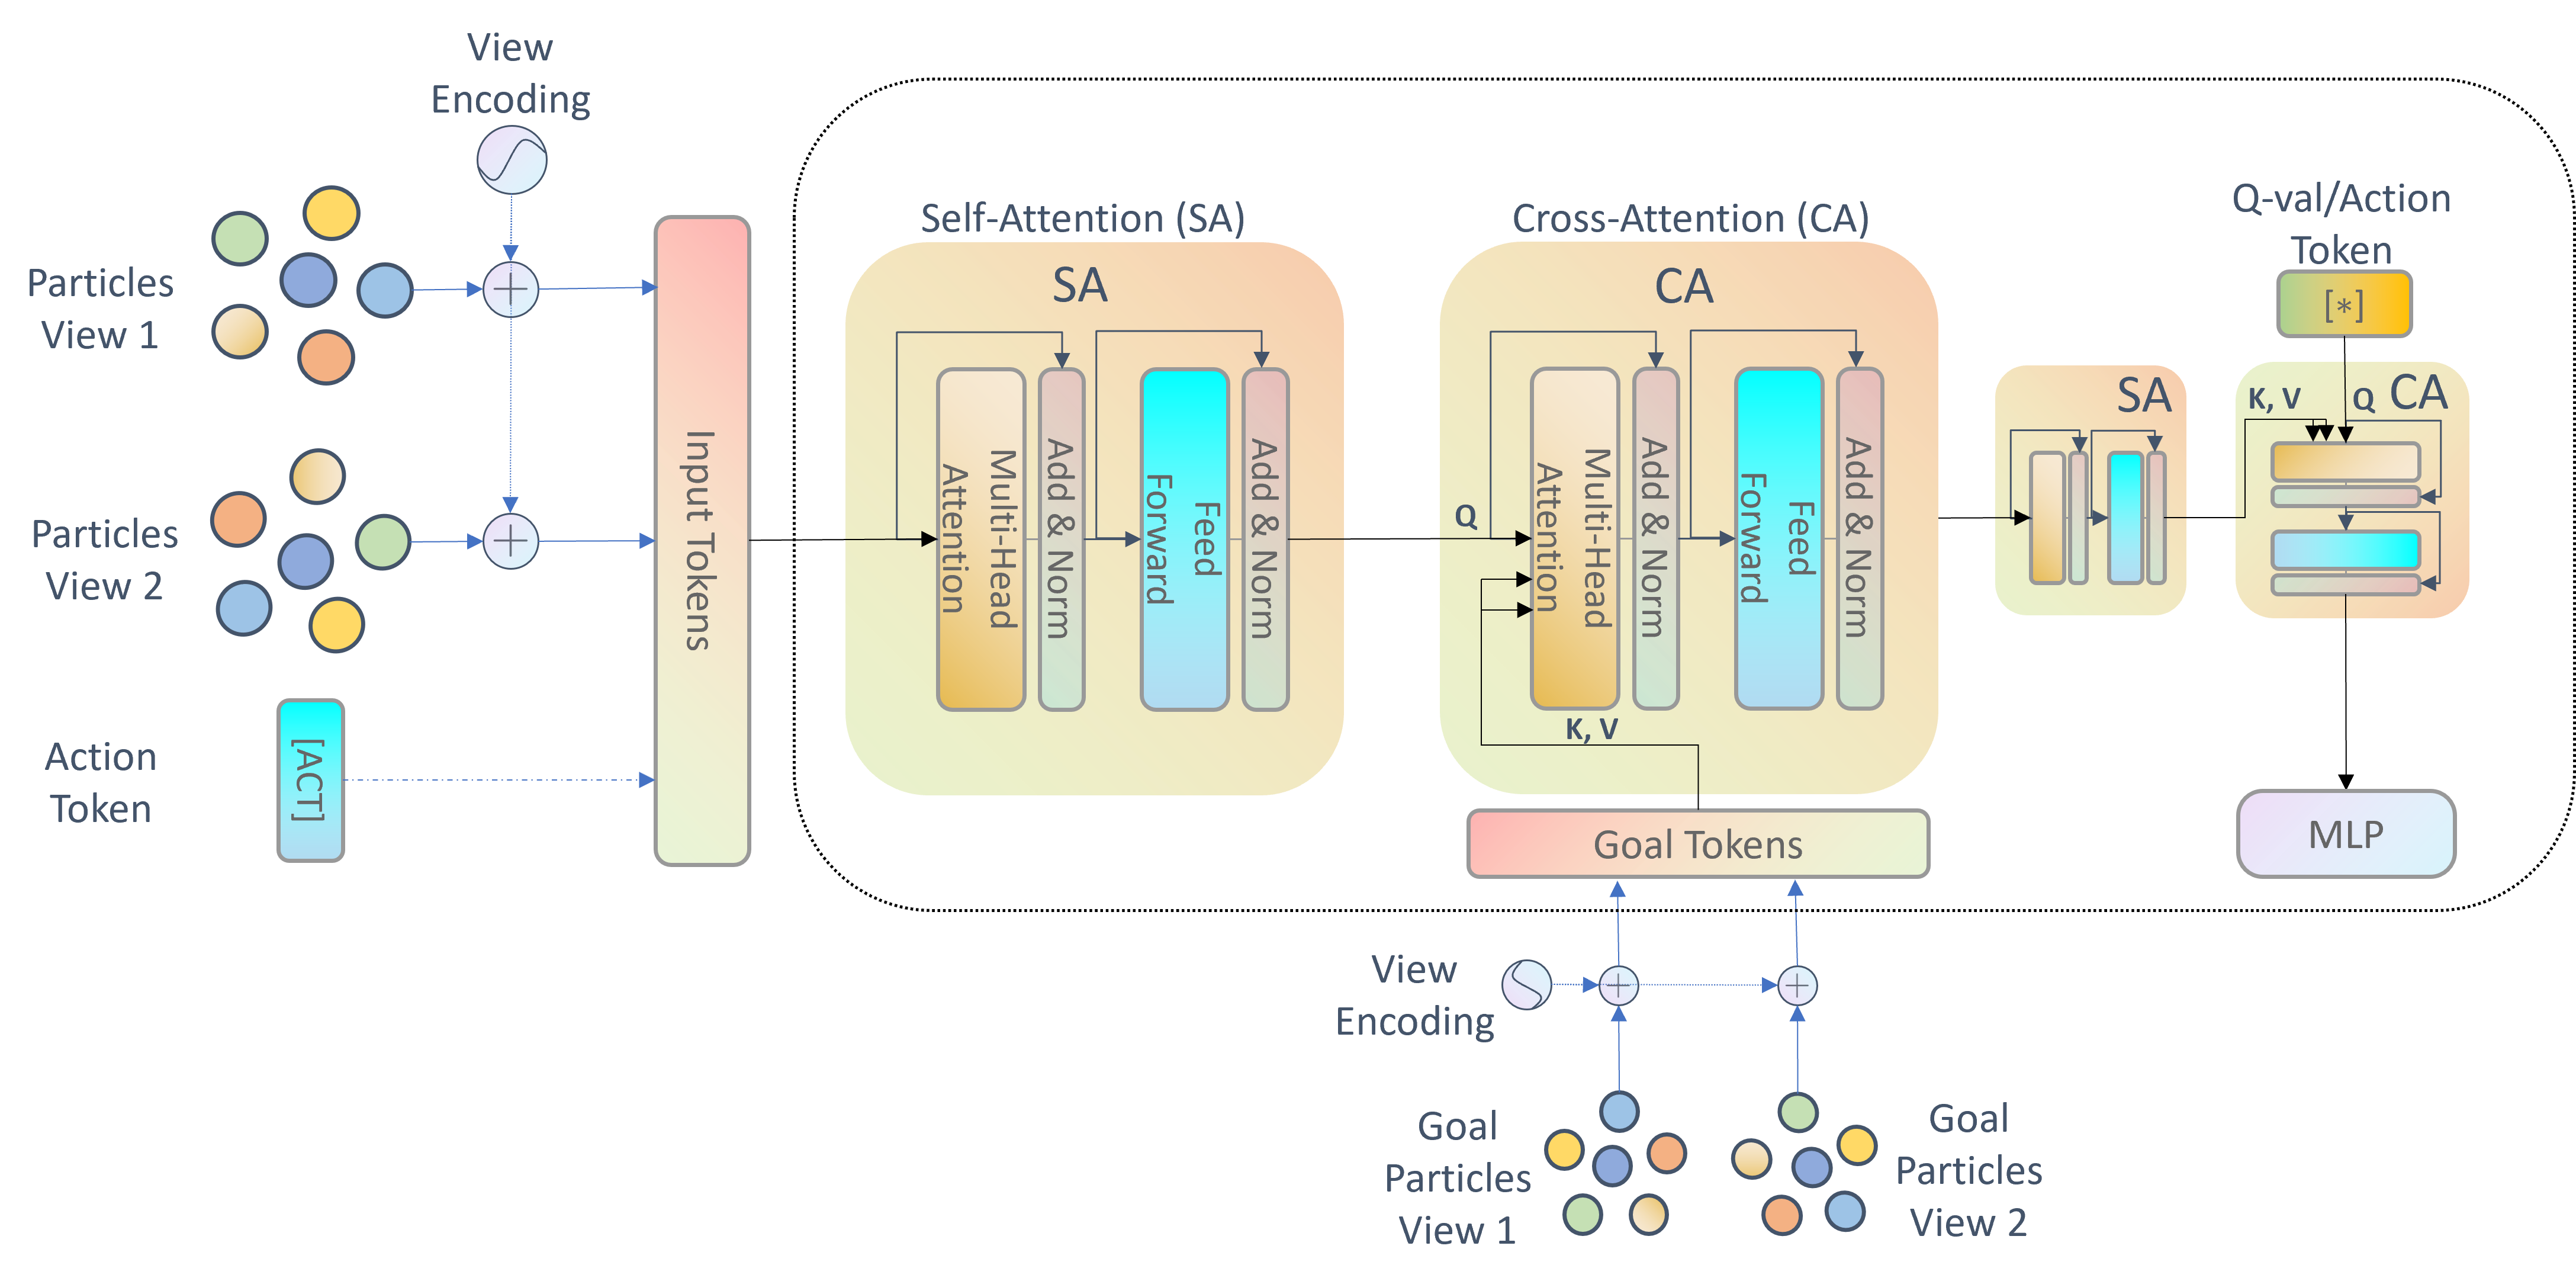 View
Encoding
Particles
View 1
Particles
View 2
Action
Token
[ACT]
Input Tokens
Self-Attention (SA)
SA
Multi-Head
Attention
Add & Norm
Feed
Forward
Add & Norm
Cross-Attention (CA)
CA
Q
Multi-Head
Attention
Add & Norm
Feed
Forward
Add & Norm
K, V
Goal Tokens
SA
Q-val/Action
Token
[*]
K, V
Q
CA
MLP
View
Encoding
Goal
Particles
View 1
Goal
Particles
View 2